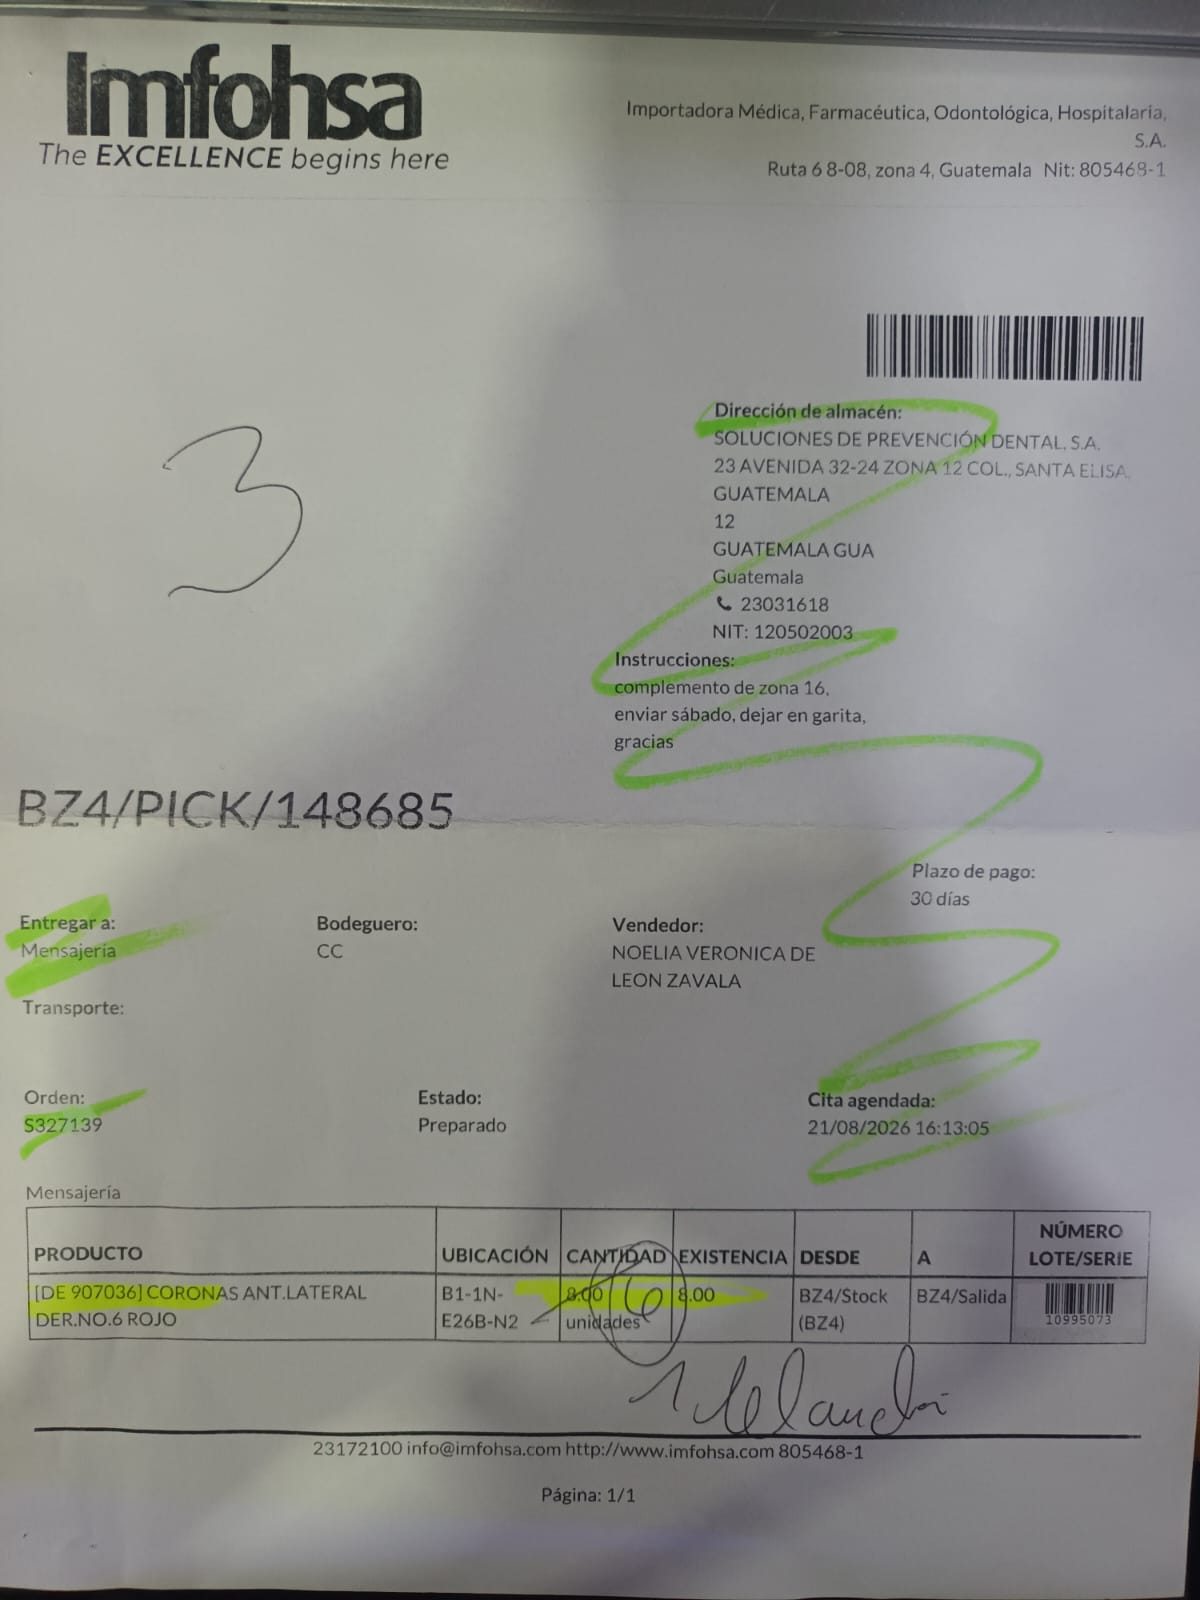 Imfohsa
The EXCELLENCE begins here
Importadora Médica, Farmacéutica, Odontológica, Hospitalaria,
S.A.
Ruta 6 8-08, zona 4, Guatemala Nit: 805468-1
3
Dirección de almacén:
SOLUCIONES DE PREVENCIÓN DENTAL, S.A.
23 AVENIDA 32-24 ZONA 12 COL., SANTA ELISA,
GUATEMALA
12
GUATEMALA GUA
Guatemala
23031618
NIT: 120502003
Instrucciones:
complemento de zona 16,
enviar sábado, dejar en garita,
gracias
BZ4/PICK/148685
Plazo de pago:
30 días
Entregar a:
Mensajería
Bodeguero:
CC
Vendedor:
NOELIA VERONICA DE
LEON ZAVALA
Transporte:
Orden:
S327139
Estado:
Preparado
Cita agendada:
21/08/2026 16:13:05
Mensajería
PRODUCTO UBICACIÓN CANTIDAD EXISTENCIA DESDE A NÚMERO LOTE/SERIE
[DE 907036] CORONAS ANT.LATERAL B1-1N- 8.00 8.00 BZ4/Stock BZ4/Salida
DER.NO.6 ROJO E26B-N2 unidades (BZ4) 10995073
23172100 info@imfohsa.com http://www.imfohsa.com 805468-1
Página: 1/1